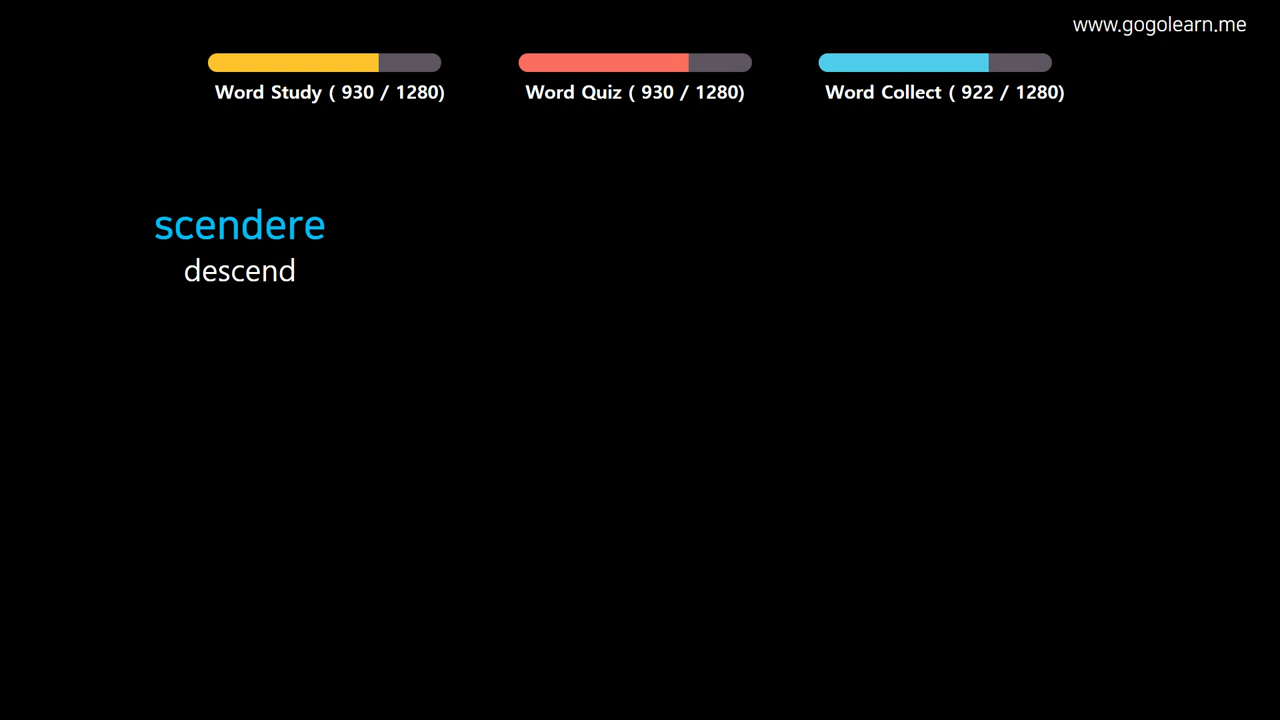 www.gogolearn.me
Word Study ( 930 / 1280)
Word Quiz ( 930 / 1280)
Word Collect ( 922 / 1280)
scendere
descend